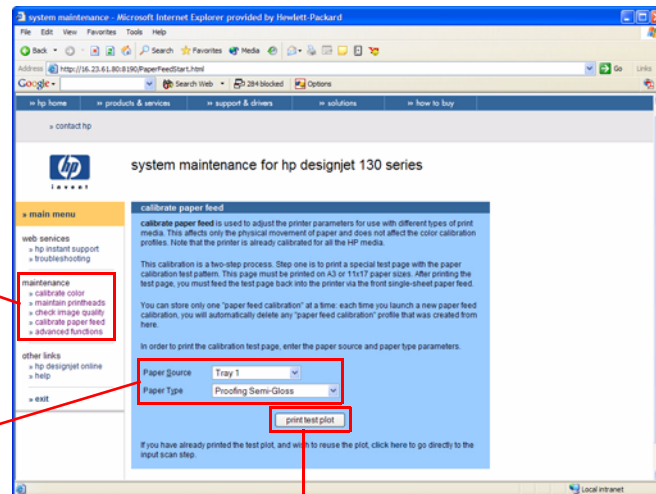 system maintenance - Microsoft Internet Explorer provided by Hewlett-Packard
File Edit View Favorites Tools Help
Back Search Favorites Media
Address http://16.23.61.80:8190/PaperFeedStart.html Go Links
Google Search Web 284 blocked Options
» hp home » products & services » support & drivers » solutions » how to buy
» contact hp
hp
invent
system maintenance for hp designjet 130 series
» main menu
web services
» hp instant support
» troubleshooting
maintenance
» calibrate color
» maintain printheads
» check image quality
» calibrate paper feed
» advanced functions
other links
» hp designjet online
» help
» exit
calibrate paper feed
calibrate paper feed is used to adjust the printer parameters for use with different types of print
media. This affects only the physical movement of paper and does not affect the color calibration
profiles. Note that the printer is already calibrated for all the HP media.
This calibration is a two-step process. Step one is to print a special test page with the paper
calibration test pattern. This page must be printed on A3 or 11x17 paper sizes. After printing the
test page, you must feed the test page back into the printer via the front single-sheet paper feed.
You can store only one "paper feed calibration" at a time: each time you launch a new paper feed
calibration, you will automatically delete any "paper feed calibration" profile that was created from
here.
In order to print the calibration test page, enter the paper source and paper type parameters.
Paper Source Tray 1
Paper Type Proofing Semi-Gloss
print test plot
If you have already printed the test plot, and wish to reuse the plot, click here to go directly to the
input scan step.
Local intranet